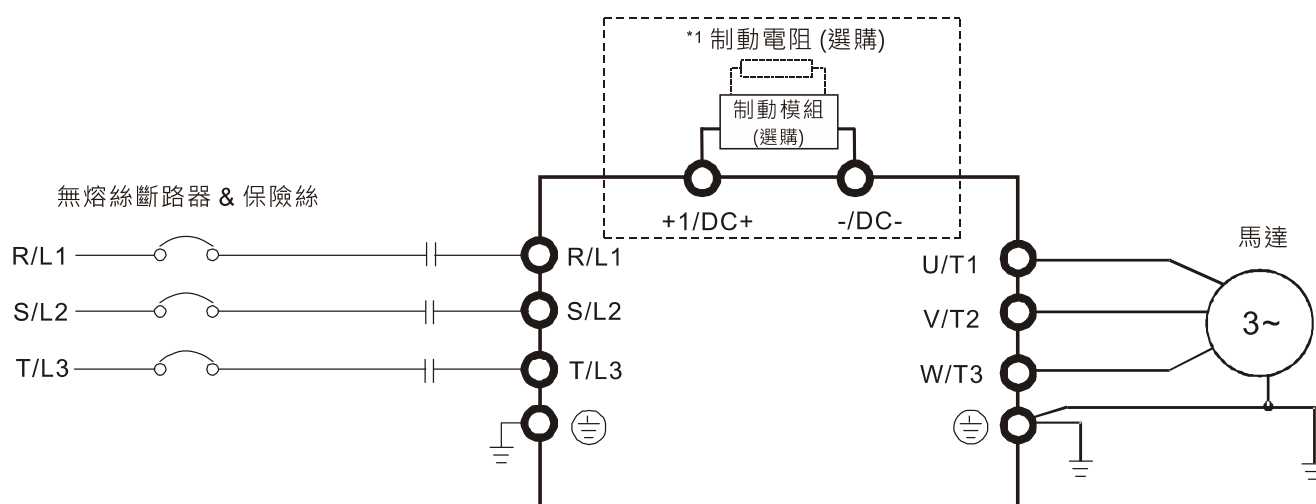 *1 制動電阻 (選購)
制動模組
(選購)
+1/DC+
-/DC-
無熔絲斷路器 & 保險絲
R/L1
R/L1
S/L2
S/L2
T/L3
T/L3
U/T1
V/T2
W/T3
馬達
3~